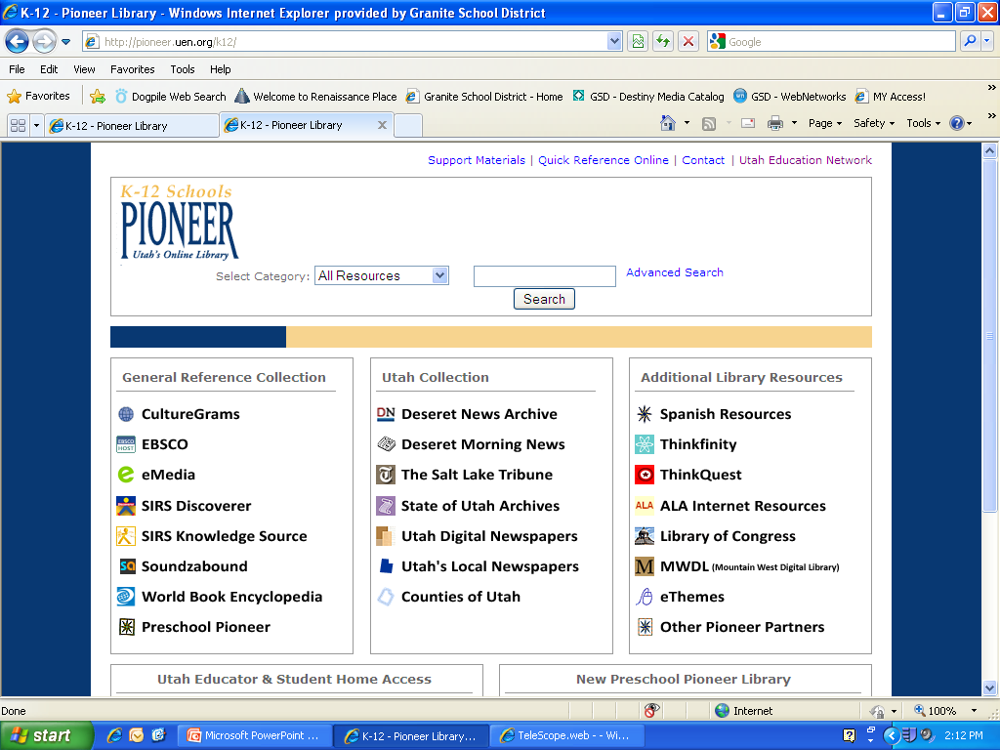 K-12 - Pioneer Library - Windows Internet Explorer provided by Granite School District
http://pioneer.uen.org/k12/
Google
File Edit View Favorites Tools Help
Favorites Dogpile Web Search Welcome to Renaissance Place Granite School District - Home GSD - Destiny Media Catalog GSD - WebNetworks MY Access!
K-12 - Pioneer Library K-12 - Pioneer Library Page Safety Tools
Support Materials | Quick Reference Online | Contact | Utah Education Network
K-12 Schools
PIONEER
Utah's Online Library
Select Category: All Resources Advanced Search
Search
General Reference Collection
CultureGrams
EBSCO HOST EBSCO
eMedia
SIRS Discoverer
SIRS Knowledge Source
sa Soundzabound
World Book Encyclopedia
Preschool Pioneer
Utah Collection
DN Deseret News Archive
Deseret Morning News
T The Salt Lake Tribune
State of Utah Archives
Utah Digital Newspapers
Utah's Local Newspapers
Counties of Utah
Additional Library Resources
Spanish Resources
Thinkfinity
ThinkQuest
ALA ALA Internet Resources
Library of Congress
M MWDL (Mountain West Digital Library)
eThemes
Other Pioneer Partners
Utah Educator & Student Home Access
New Preschool Pioneer Library
Done Internet 100%
start Microsoft PowerPoint ... K-12 - Pioneer Library... TeleScope.web - - Wi... 2:12 PM